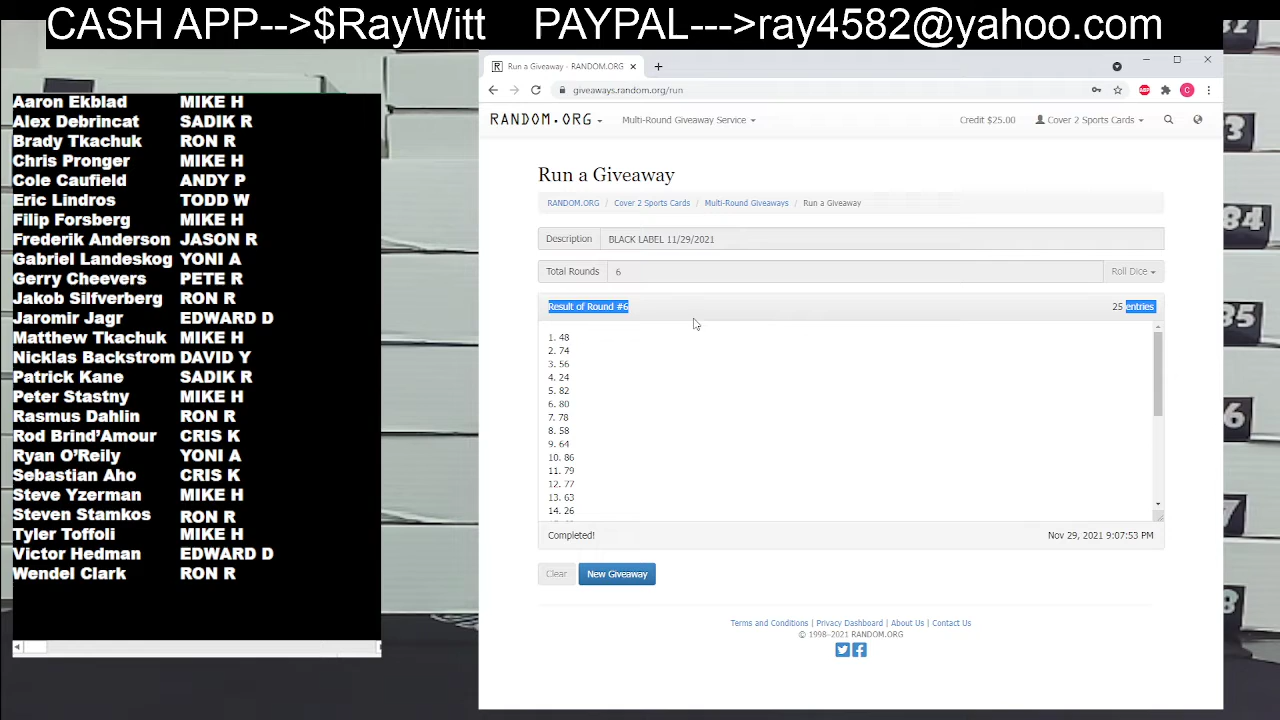 CASH APP-->$RayWitt PAYPAL--->ray4582@yahoo.com
Aaron Ekblad MIKE H
Alex Debrincat SADIK R
Brady Tkachuk RON R
Chris Pronger MIKE H
Cole Caufield ANDY P
Eric Lindros TODD W
Filip Forsberg MIKE H
Frederik Anderson JASON R
Gabriel Landeskog YONI A
Gerry Cheevers PETE R
Jakob Silfverberg RON R
Jaromir Jagr EDWARD D
Matthew Tkachuk MIKE H
Nicklas Backstrom DAVID Y
Patrick Kane SADIK R
Peter Stastny MIKE H
Rasmus Dahlin RON R
Rod Brind'Amour CRIS K
Ryan O'Reily YONI A
Sebastian Aho CRIS K
Steve Yzerman MIKE H
Steven Stamkos RON R
Tyler Toffoli MIKE H
Victor Hedman EDWARD D
Wendel Clark RON R
Run a Giveaway - RANDOM.ORG
giveaways.random.org/run
RANDOM.ORG Multi-Round Giveaway Service Credit $25.00 Cover 2 Sports Cards
Run a Giveaway
RANDOM.ORG / Cover 2 Sports Cards / Multi-Round Giveaways / Run a Giveaway
Description BLACK LABEL 11/29/2021
Total Rounds 6 Roll Dice
Result of Round #6 25 entries
1. 48
2. 74
3. 56
4. 24
5. 82
6. 80
7. 78
8. 58
9. 64
10. 86
11. 79
12. 77
13. 63
14. 26
Completed! Nov 29, 2021 9:07:53 PM
Clear New Giveaway
Terms and Conditions | Privacy Dashboard | About Us | Contact Us
© 1998–2021 RANDOM.ORG